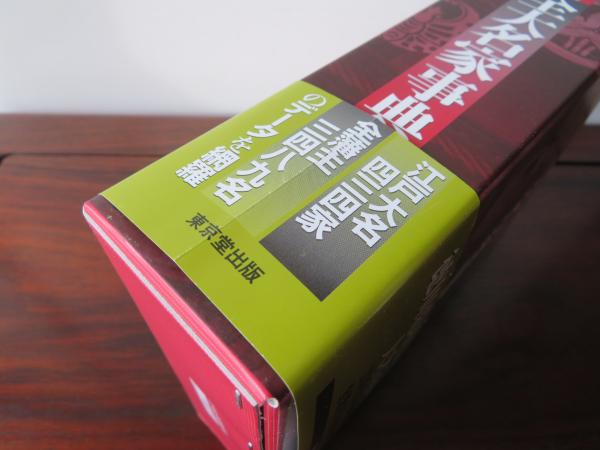 美名家事典
江戸大名
四三四家
全藩主
三四八九名
のデータを網羅
東京堂出版